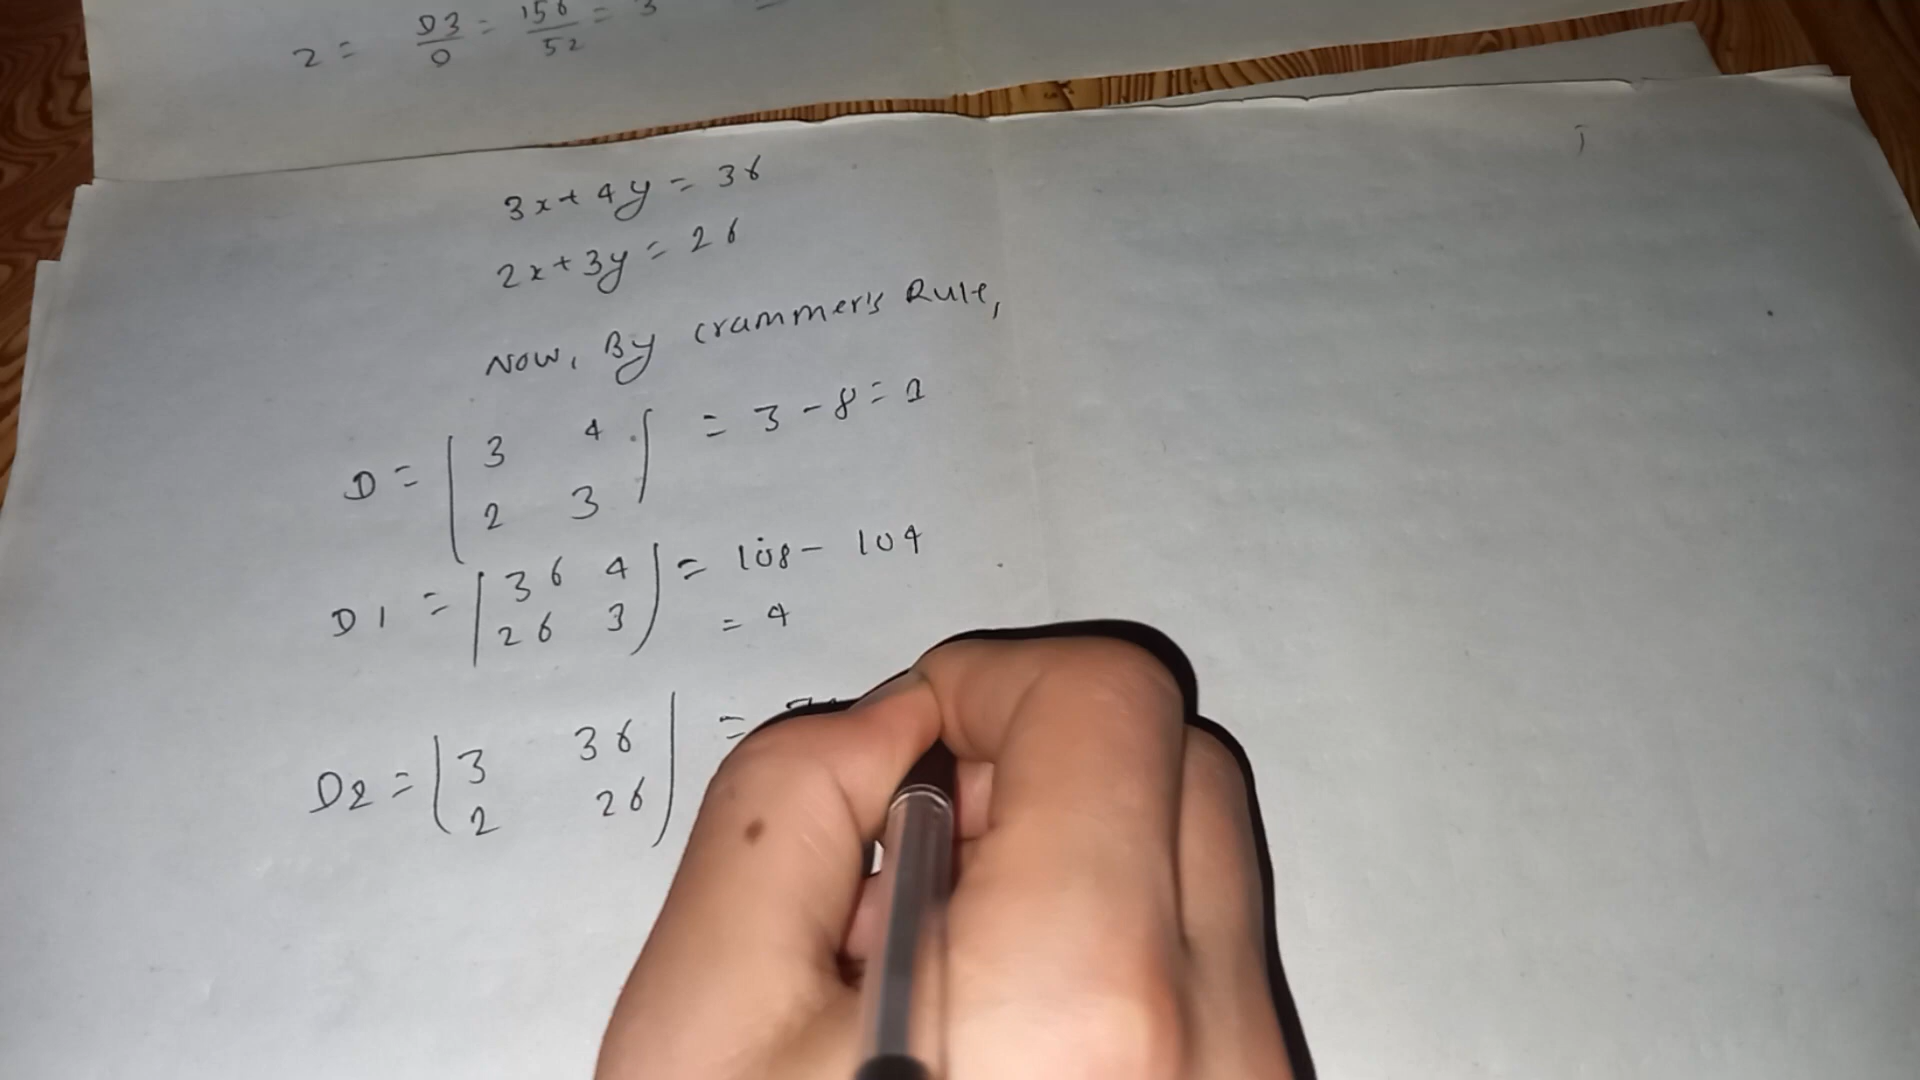 z = D3/D = 156/52 = 3
3x + 4y = 36
2x + 3y = 26
Now, By crammer's Rule,
D = | 3 4 | = 3 - 8 = 1
2 3
D1 = | 36 4 | = 108 - 104
26 3 = 4
D2 = | 3 36 | =
2 26